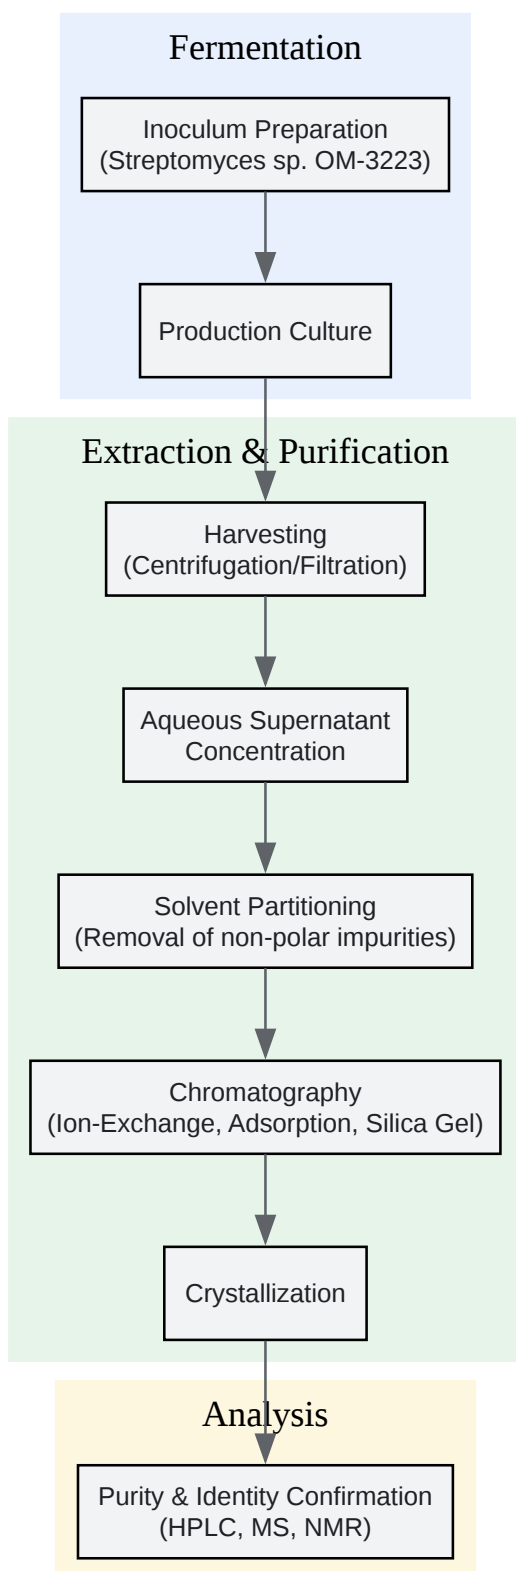 Fermentation
Inoculum Preparation
(Streptomyces sp. OM-3223)
Production Culture
Extraction & Purification
Harvesting
(Centrifugation/Filtration)
Aqueous Supernatant
Concentration
Solvent Partitioning
(Removal of non-polar impurities)
Chromatography
(Ion-Exchange, Adsorption, Silica Gel)
Crystallization
Analysis
Purity & Identity Confirmation
(HPLC, MS, NMR)